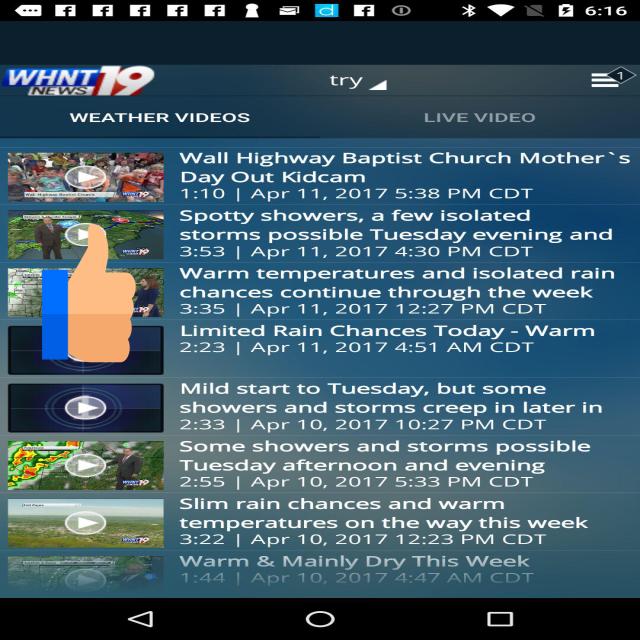 6:16
WHNT 19
NEWS
try
1
WEATHER VIDEOS
LIVE VIDEO
Wall Highway Baptist Church Mother`s
Day Out Kidcam
1:10 | Apr 11, 2017 5:38 PM CDT
Spotty showers, a few isolated
storms possible Tuesday evening and
3:53 | Apr 11, 2017 4:30 PM CDT
Warm temperatures and isolated rain
chances continue through the week
3:35 | Apr 11, 2017 12:27 PM CDT
Limited Rain Chances Today - Warm
2:23 | Apr 11, 2017 4:51 AM CDT
Mild start to Tuesday, but some
showers and storms creep in later in
2:33 | Apr 10, 2017 10:27 PM CDT
Some showers and storms possible
Tuesday afternoon and evening
2:55 | Apr 10, 2017 5:33 PM CDT
Slim rain chances and warm
temperatures on the way this week
3:22 | Apr 10, 2017 12:23 PM CDT
Warm & Mainly Dry This Week
1:44 | Apr 10, 2017 4:47 AM CDT